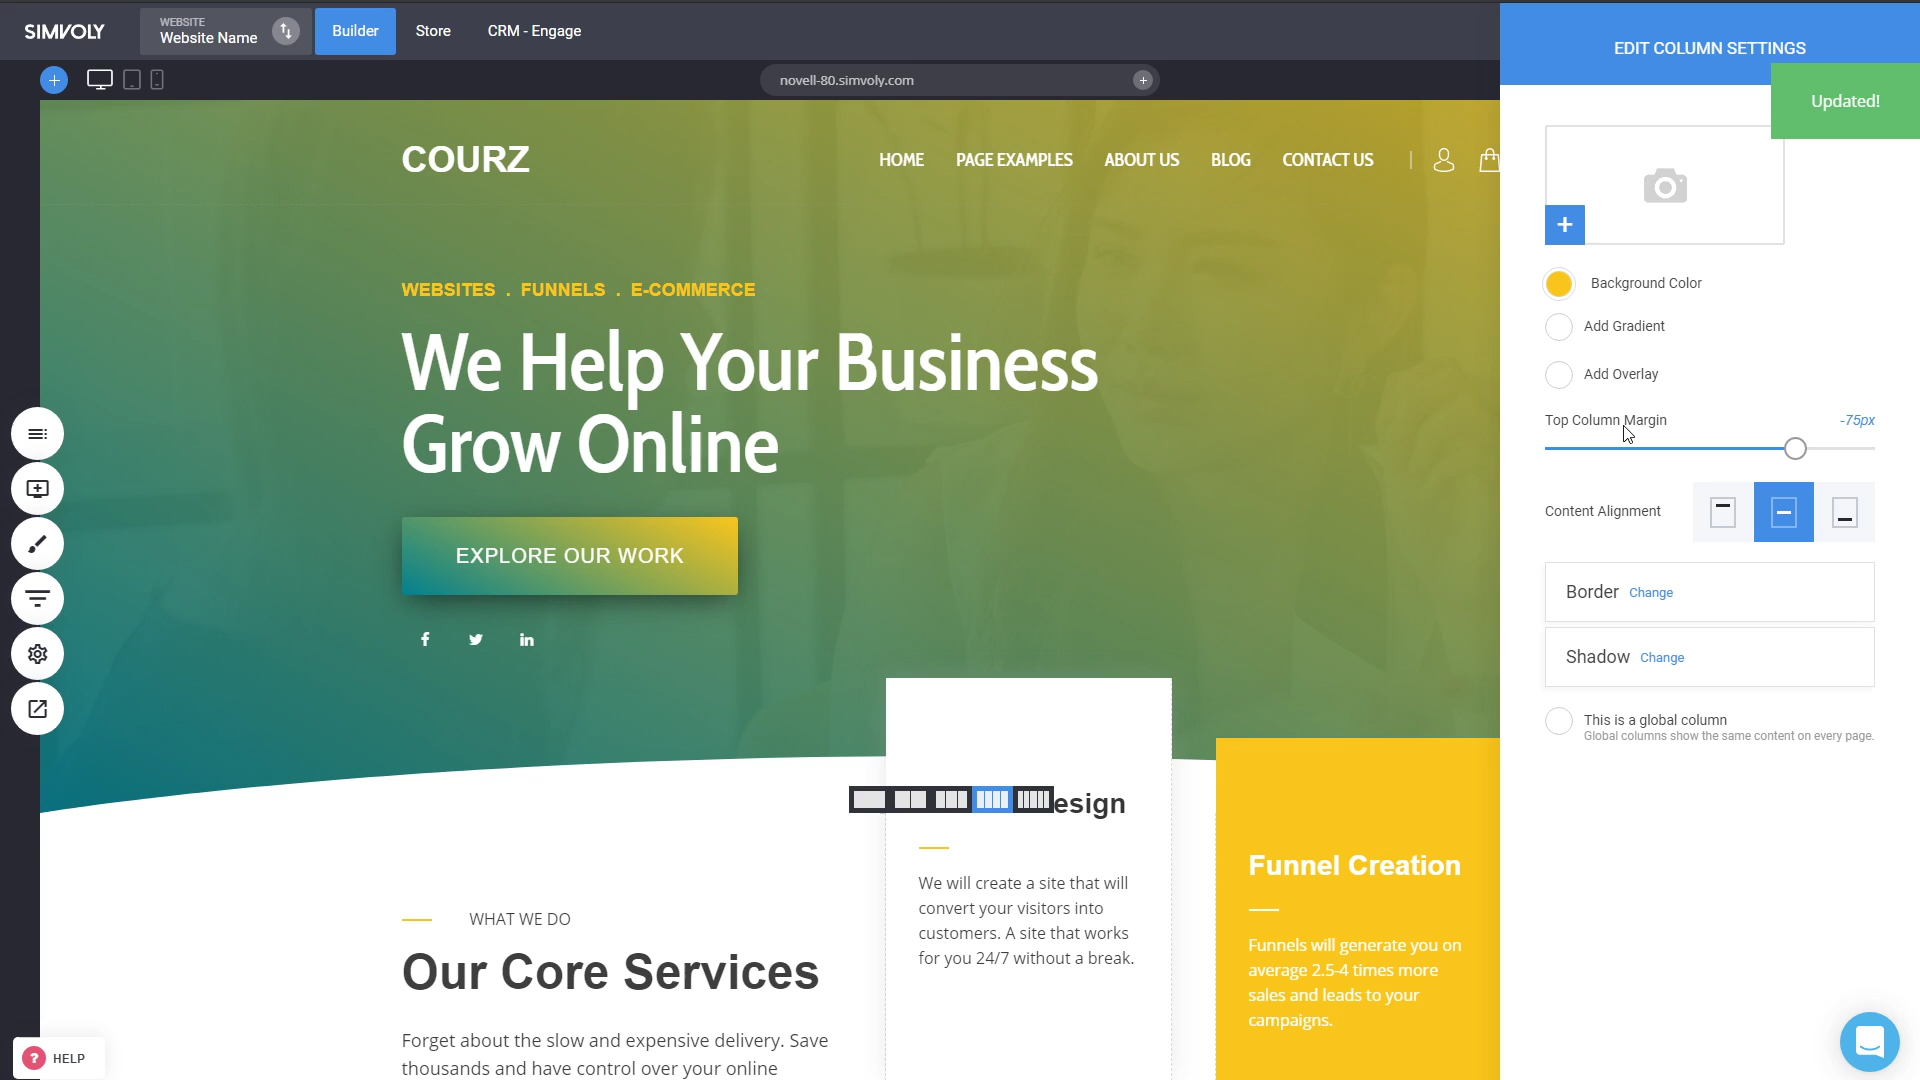 SIMVOLY
WEBSITE
Website Name
Builder
Store
CRM - Engage
EDIT COLUMN SETTINGS
novell-80.simvoly.com
Updated!
COURZ
HOME
PAGE EXAMPLES
ABOUT US
BLOG
CONTACT US
WEBSITES . FUNNELS . E-COMMERCE
We Help Your Business
Grow Online
EXPLORE OUR WORK
Background Color
Add Gradient
Add Overlay
Top Column Margin
-75px
Content Alignment
Border Change
Shadow Change
This is a global column
Global columns show the same content on every page.
esign
We will create a site that will
convert your visitors into
customers. A site that works
for you 24/7 without a break.
Funnel Creation
Funnels will generate you on
average 2.5-4 times more
sales and leads to your
campaigns.
WHAT WE DO
Our Core Services
Forget about the slow and expensive delivery. Save
thousands and have control over your online
? HELP